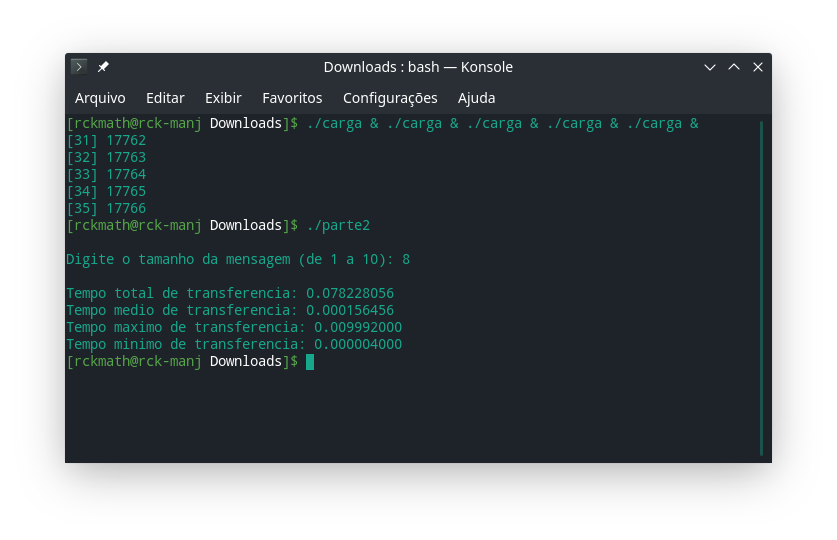 Downloads : bash — Konsole
Arquivo Editar Exibir Favoritos Configurações Ajuda
[rckmath@rck-manj Downloads]$ ./carga & ./carga & ./carga & ./carga & ./carga &
[31] 17762
[32] 17763
[33] 17764
[34] 17765
[35] 17766
[rckmath@rck-manj Downloads]$ ./parte2
Digite o tamanho da mensagem (de 1 a 10): 8
Tempo total de transferencia: 0.078228056
Tempo medio de transferencia: 0.000156456
Tempo maximo de transferencia: 0.009992000
Tempo minimo de transferencia: 0.000004000
[rckmath@rck-manj Downloads]$